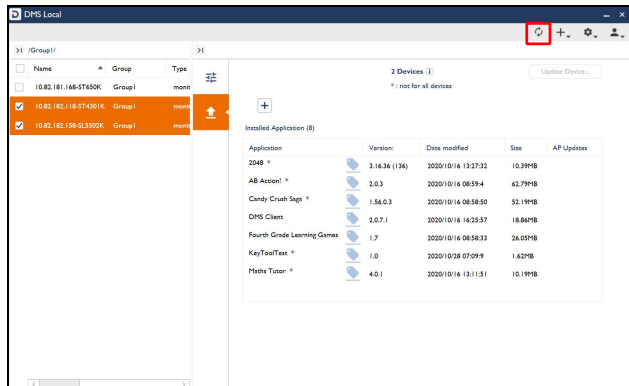 DMS Local
/Group1/
Name Group Type
10.82.181.168-ST650K Group1 monit
10.82.182.118-ST4301K Group1 monit
10.82.182.158-SL5502K Group1 monit
2 Devices i
* : not for all devices
Update Device...
Installed Application (8)
Application Version: Date modified Size AP Updates
2048 * 3.16.36 (136) 2020/10/16 13:27:32 10.39MB
AB Action! * 2.0.3 2020/10/16 08:59:4 62.79MB
Candy Crush Saga * 1.56.0.3 2020/10/16 08:58:50 52.19MB
DMS Client 2.0.7.1 2020/10/16 16:25:57 18.86MB
Fourth Grade Learning Games 1.7 2020/10/16 08:58:33 26.05MB
KeyToolTest * 1.0 2020/10/28 07:09:9 1.62MB
Maths Tutor * 4.0.1 2020/10/16 13:11:51 10.19MB